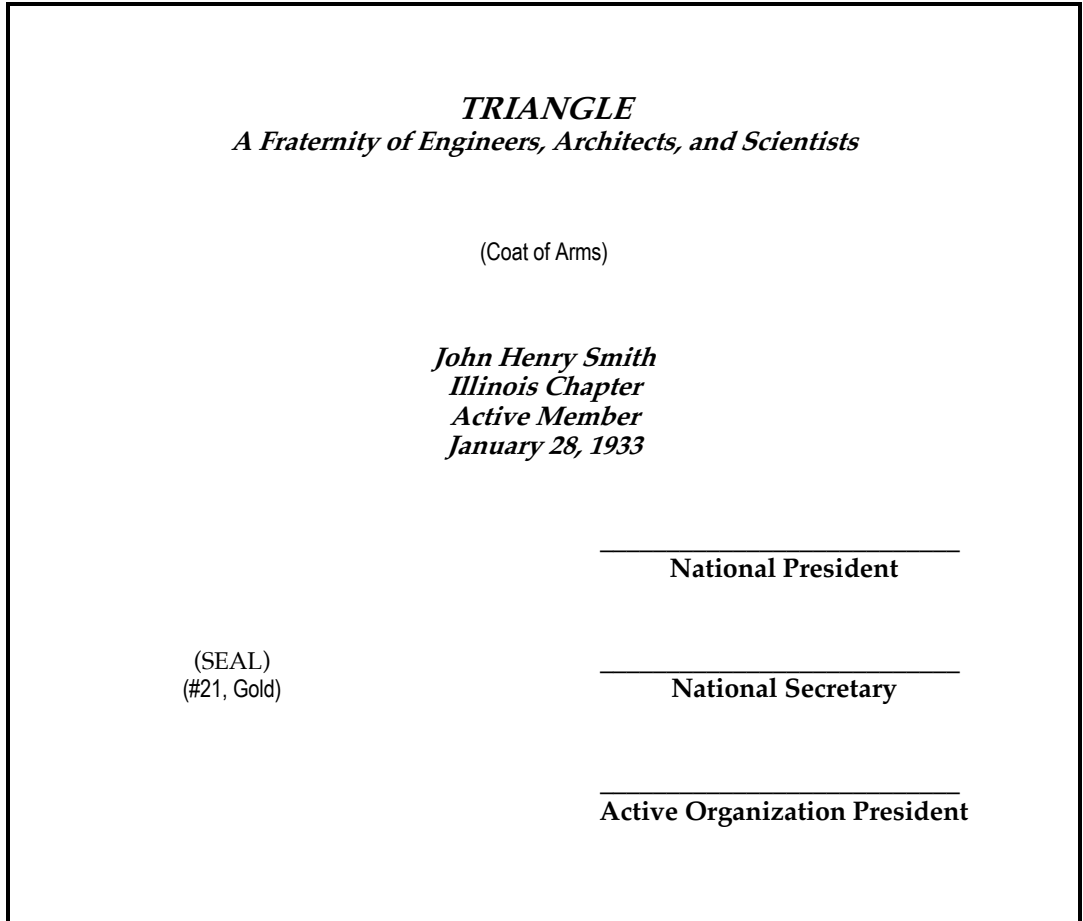 TRIANGLE
A Fraternity of Engineers, Architects, and Scientists
(Coat of Arms)
John Henry Smith
Illinois Chapter
Active Member
January 28, 1933
National President
(SEAL)
(#21, Gold)
National Secretary
Active Organization President